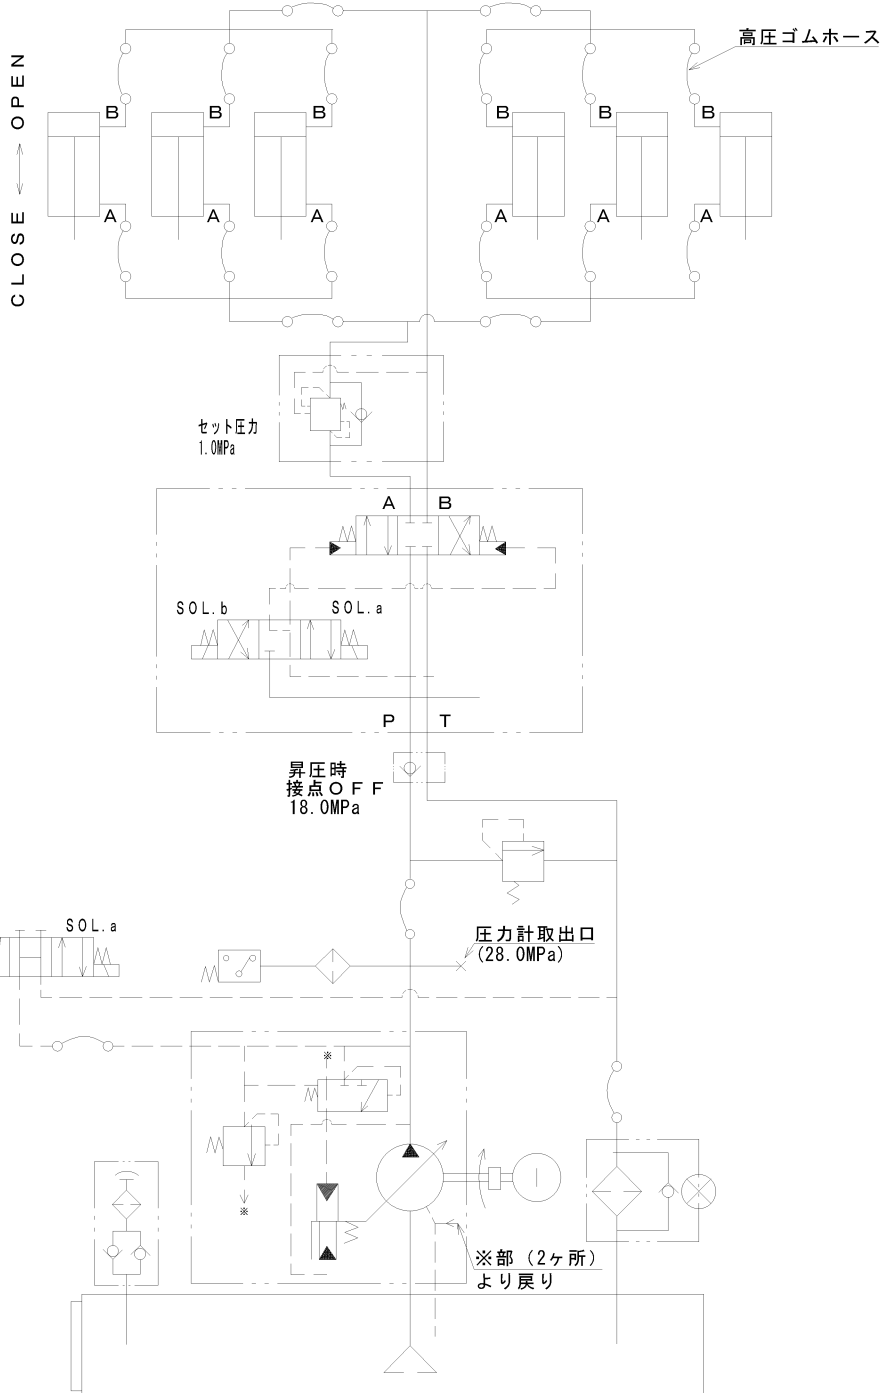 高圧ゴムホース
CLOSE ←→ OPEN
B
B
B
B
B
B
A
A
A
A
A
A
セット圧力
1.0MPa
A B
SOL.b
SOL.a
P T
昇圧時
接点OFF
18.0MPa
SOL.a
圧力計取出口
(28.0MPa)
※
※
※部（2ヶ所）
より戻り